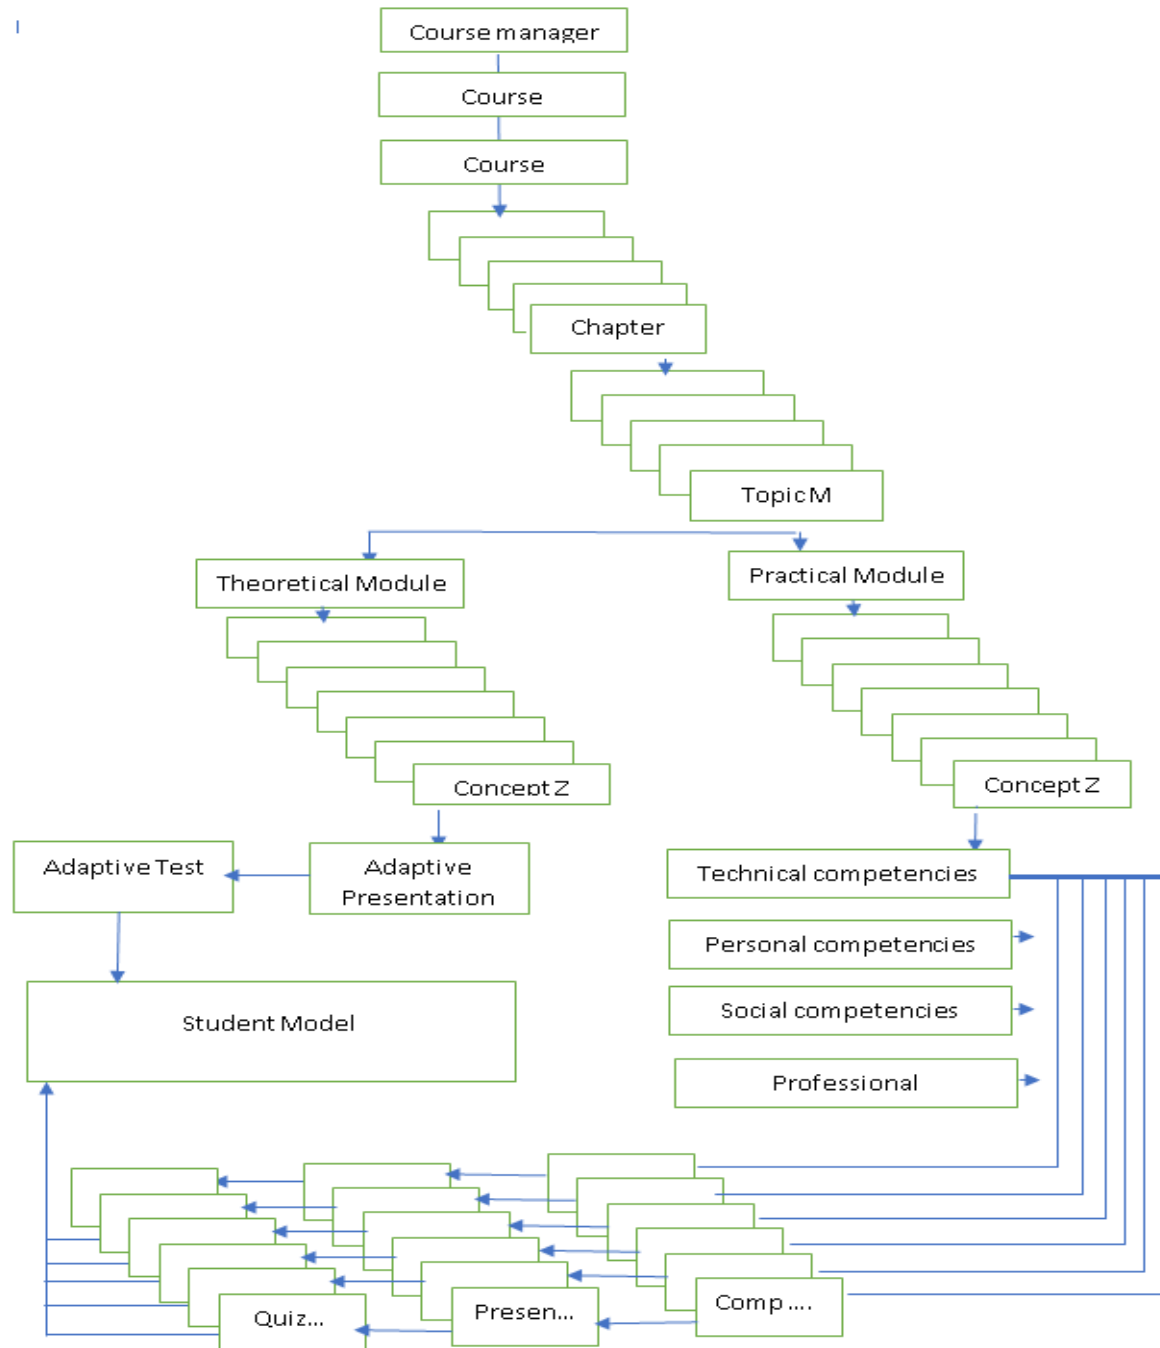 Course manager
Course
Course
Chapter
Topic M
Theoretical Module
Practical Module
Concept Z
Concept Z
Adaptive Test
Adaptive
Presentation
Technical competencies
Personal competencies
Social competencies
Student Model
Professional
Quiz...
Presen...
Comp ....